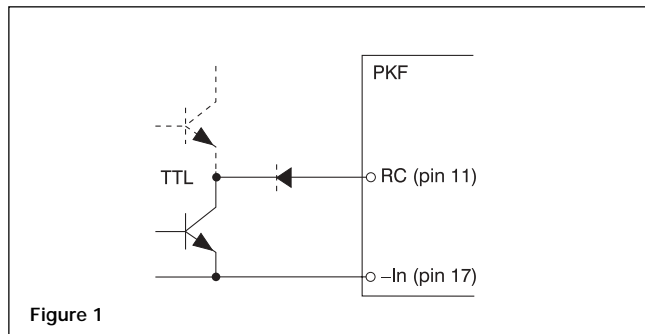 PKF
TTL
RC (pin 11)
–In (pin 17)
Figure 1